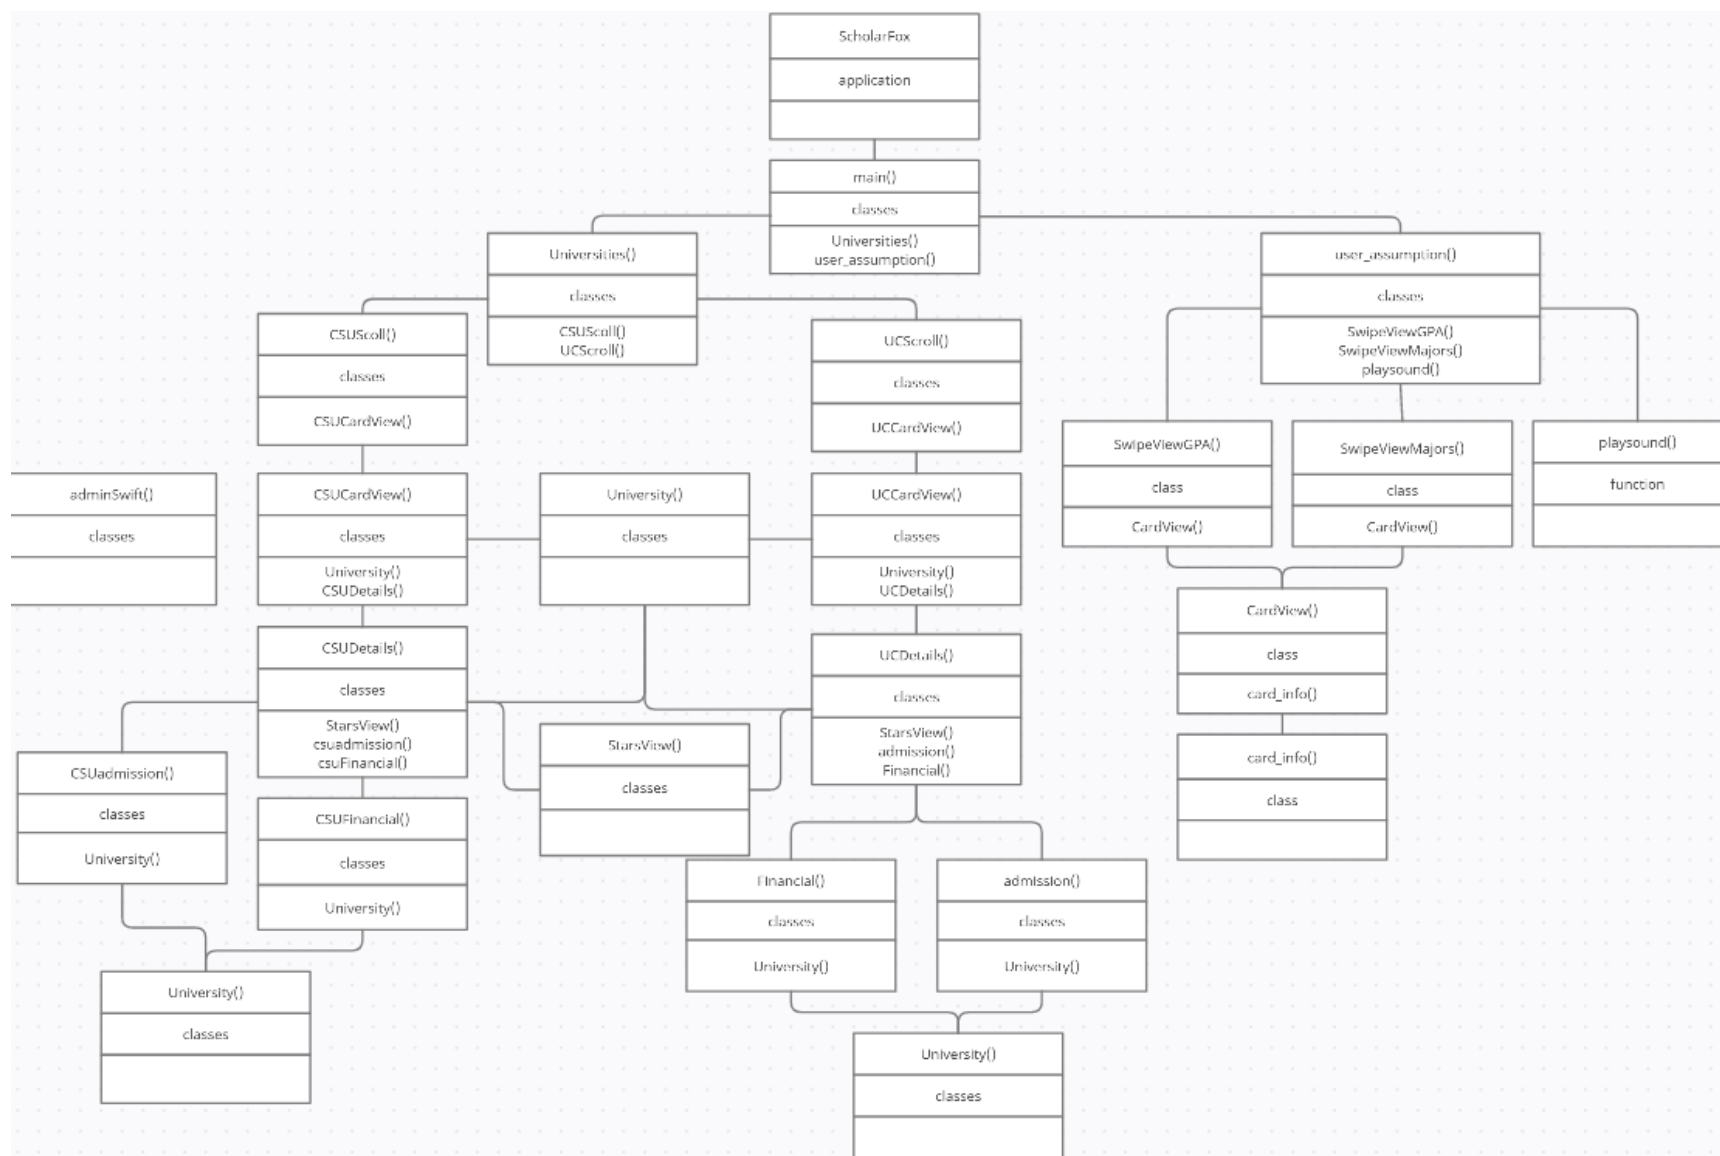 ScholarFox
application
main()
classes
Universities()
user_assumption()
Universities()
classes
CSUScoll()
UCScroll()
user_assumption()
classes
SwipeViewGPA()
SwipeViewMajors()
playsound()
CSUScoll()
classes
CSUCardView()
UCScroll()
classes
UCCardView()
SwipeViewGPA()
class
CardView()
SwipeViewMajors()
class
CardView()
playsound()
function
adminSwift()
classes
CSUCardView()
classes
University()
CSUDetails()
University()
classes
UCCardView()
classes
University()
UCDetails()
CardView()
class
card_info()
CSUDetails()
classes
StarsView()
csuadmission()
csuFinancial()
UCDetails()
classes
StarsView()
admission()
Financial()
StarsView()
classes
card_info()
class
CSUadmission()
classes
University()
CSUFinancial()
classes
University()
Financial()
classes
University()
admission()
classes
University()
University()
classes
University()
classes